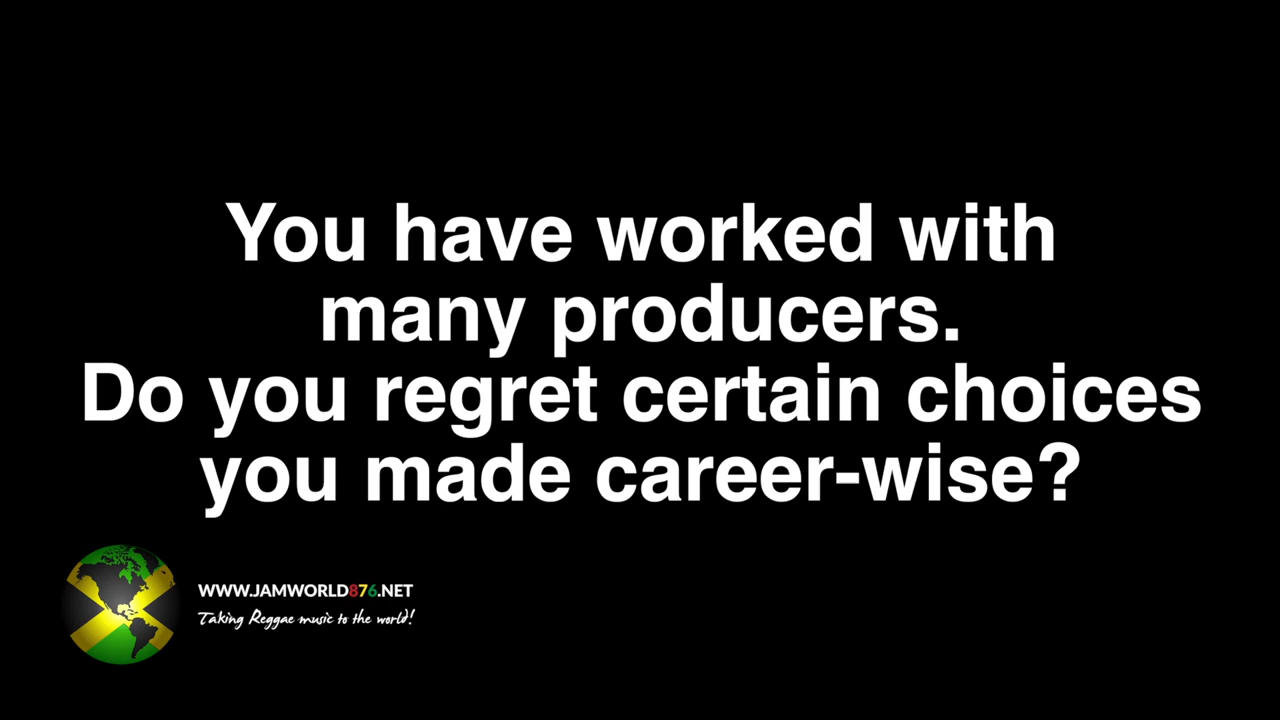 You have worked with
many producers.
Do you regret certain choices
you made career-wise?
WWW.JAMWORLD876.NET
Taking Reggae music to the world!